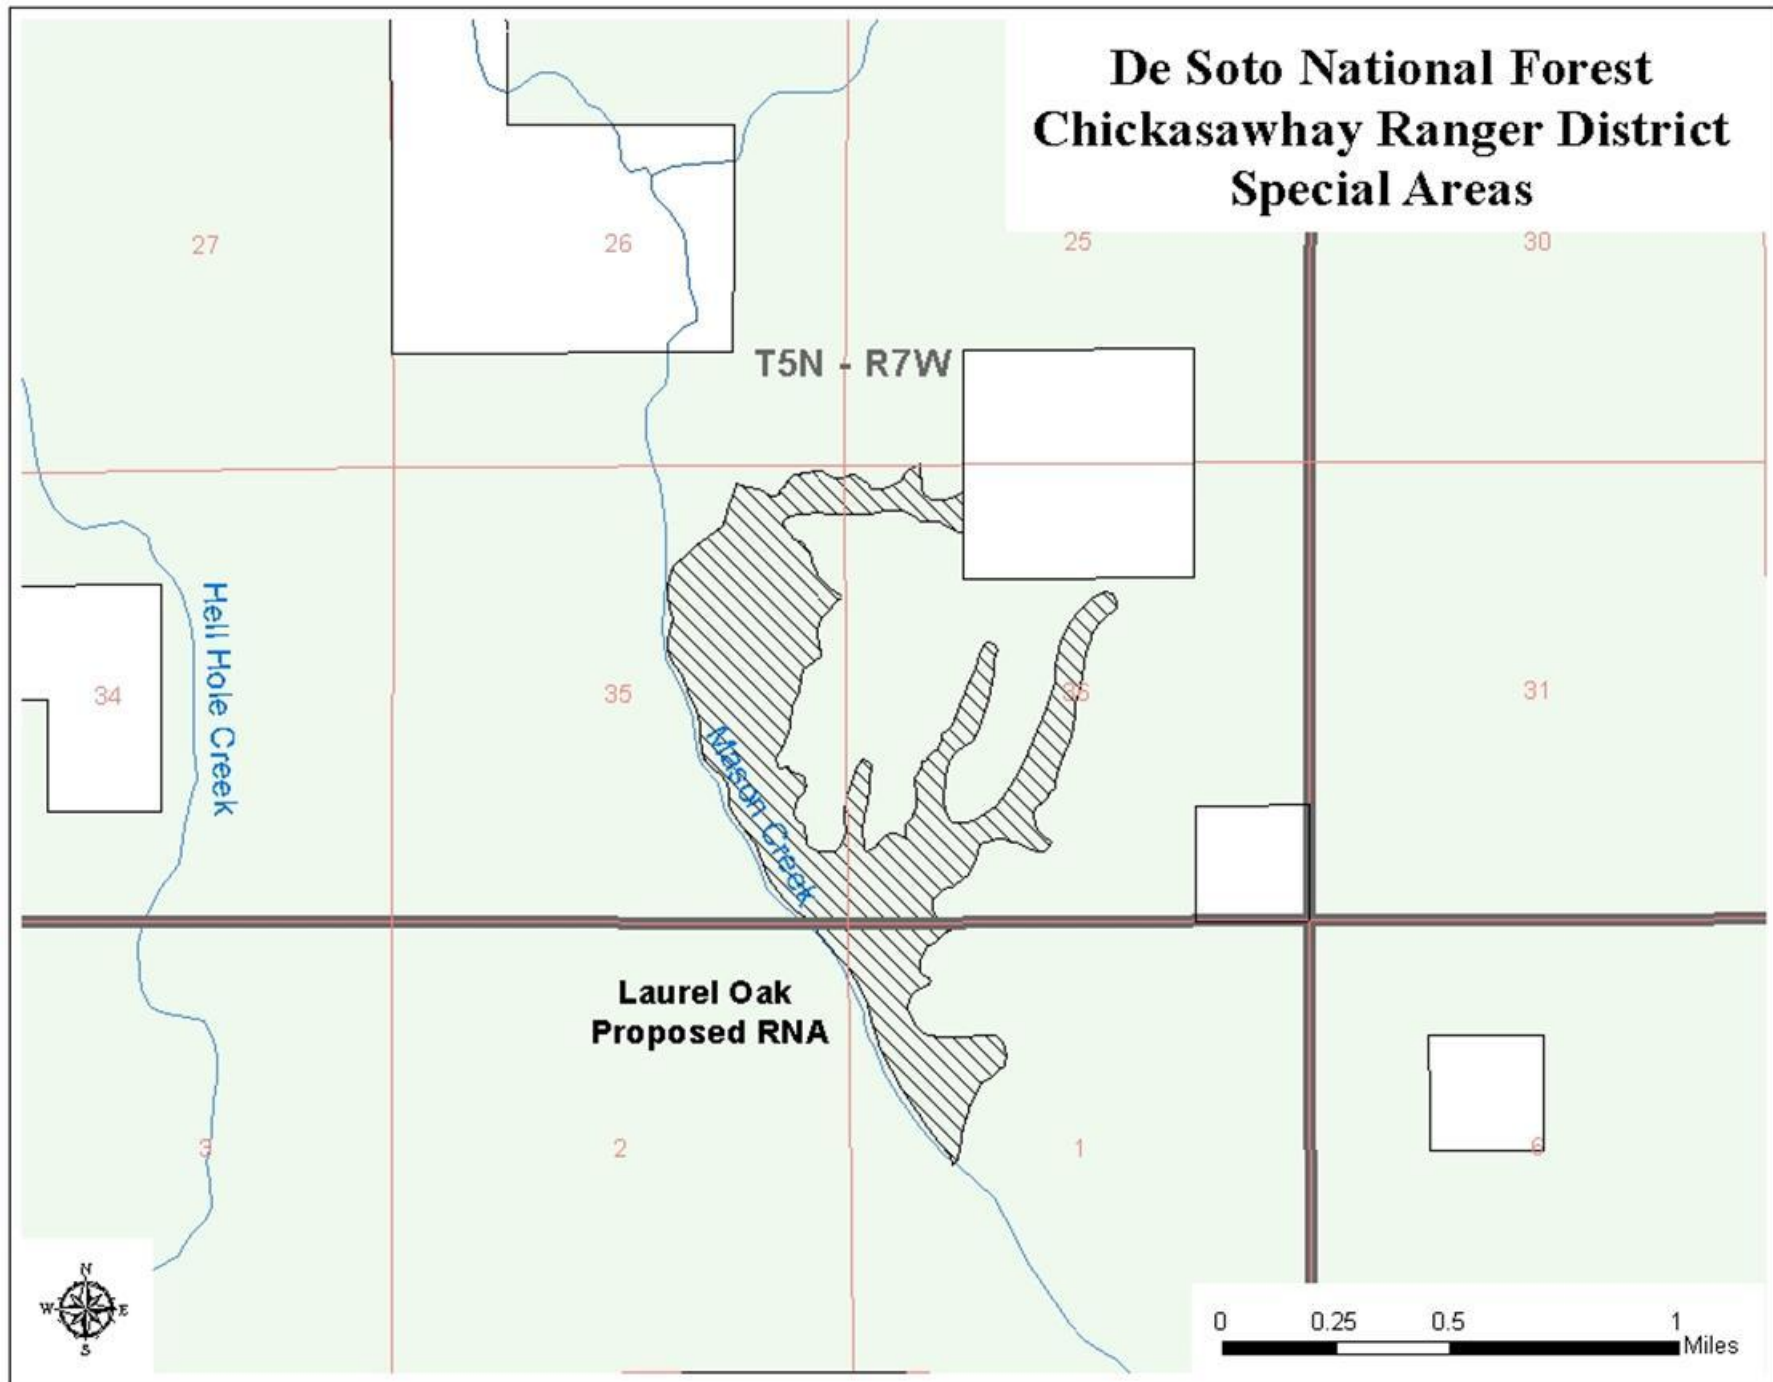 De Soto National Forest
Chickasawhay Ranger District
Special Areas
27
26
25
30
T5N - R7W
Hell Hole Creek
34
35
36
31
Mason Creek
Laurel Oak
Proposed RNA
3
2
1
6
N
W
E
S
0
0.25
0.5
1
Miles